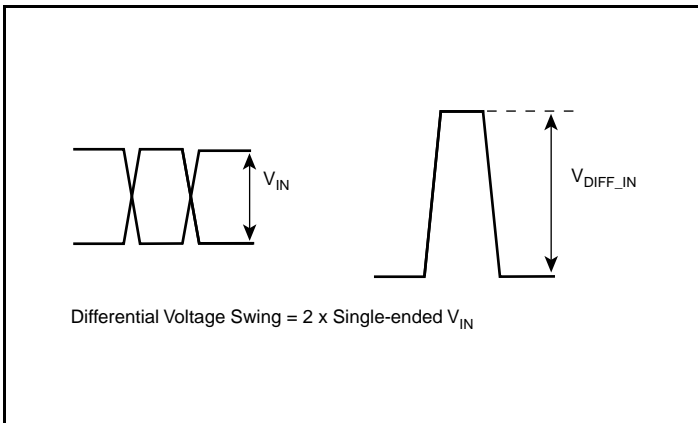 V_IN
V_DIFF_IN
Differential Voltage Swing = 2 x Single-ended V_IN